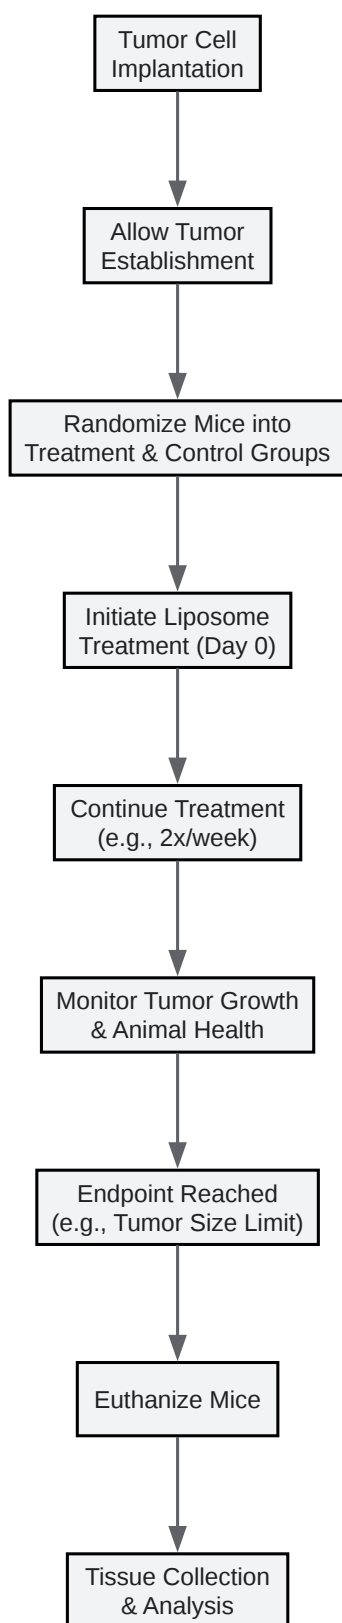 Tumor Cell
Implantation
Allow Tumor
Establishment
Randomize Mice into
Treatment & Control Groups
Initiate Liposome
Treatment (Day 0)
Continue Treatment
(e.g., 2x/week)
Monitor Tumor Growth
& Animal Health
Endpoint Reached
(e.g., Tumor Size Limit)
Euthanize Mice
Tissue Collection
& Analysis